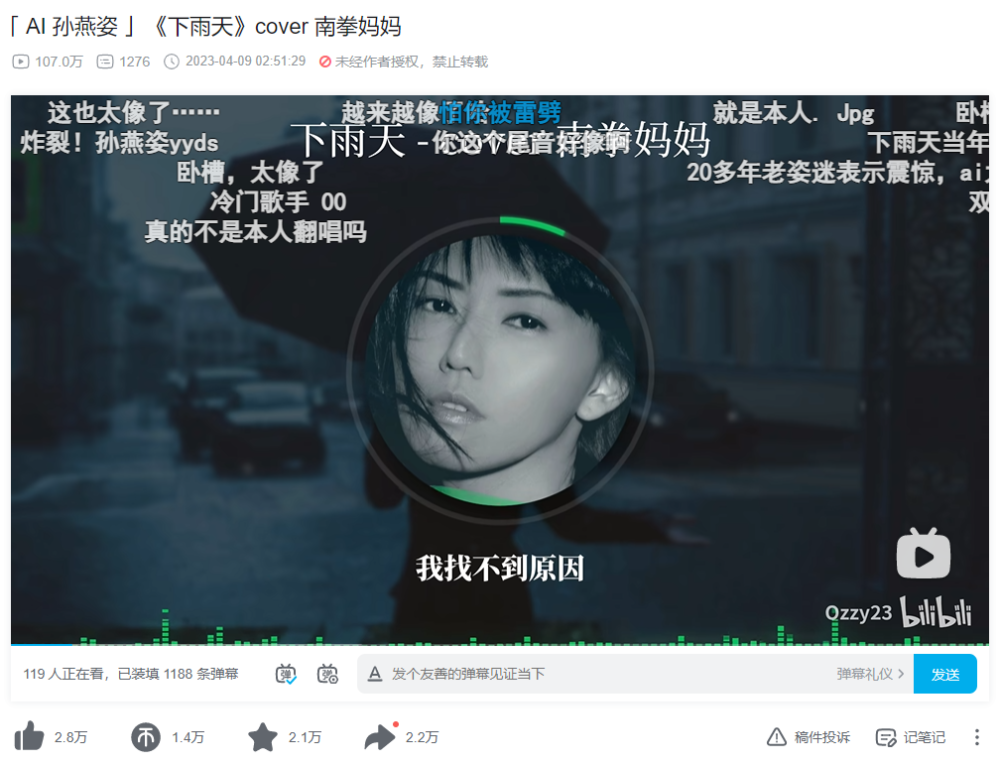 「 AI 孙燕姿 」《下雨天》cover 南拳妈妈
107.0万 1276 2023-04-09 02:51:29 未经作者授权，禁止转载
这也太像了⋯⋯ 越来越像 怕你被雷劈 就是本人. Jpg 卧槽
炸裂！孙燕姿yyds 下雨天 - cover 南拳妈妈 你这个尾音好像啊 下雨天当年
卧槽，太像了 20多年老姿迷表示震惊，ai
冷门歌手 00 双
真的不是本人翻唱吗
我找不到原因
Ozzy23 bilibili
119 人正在看，已装填 1188 条弹幕 弹 弹 A 发个友善的弹幕见证当下 弹幕礼仪 > 发送
2.8万 1.4万 2.1万 2.2万 稿件投诉 记笔记